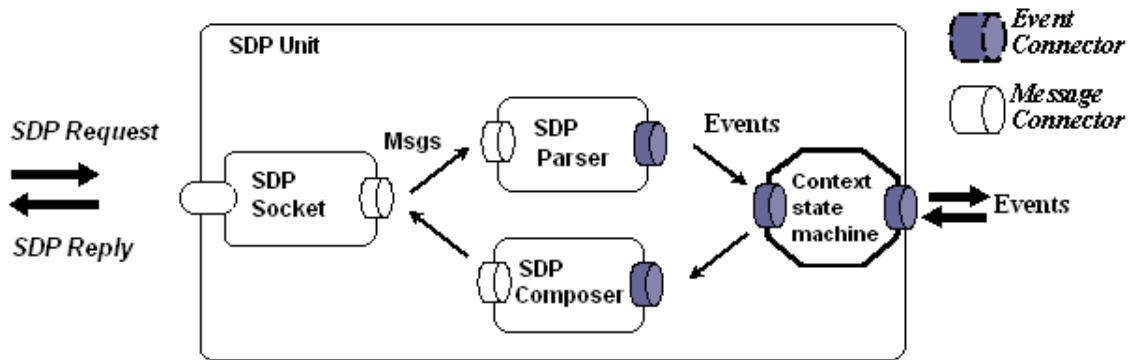 SDP Unit
Event
Connector
Message
Connector
SDP Request
SDP Reply
Msgs
SDP
Socket
SDP
Parser
Events
SDP
Composer
Context
state
machine
Events